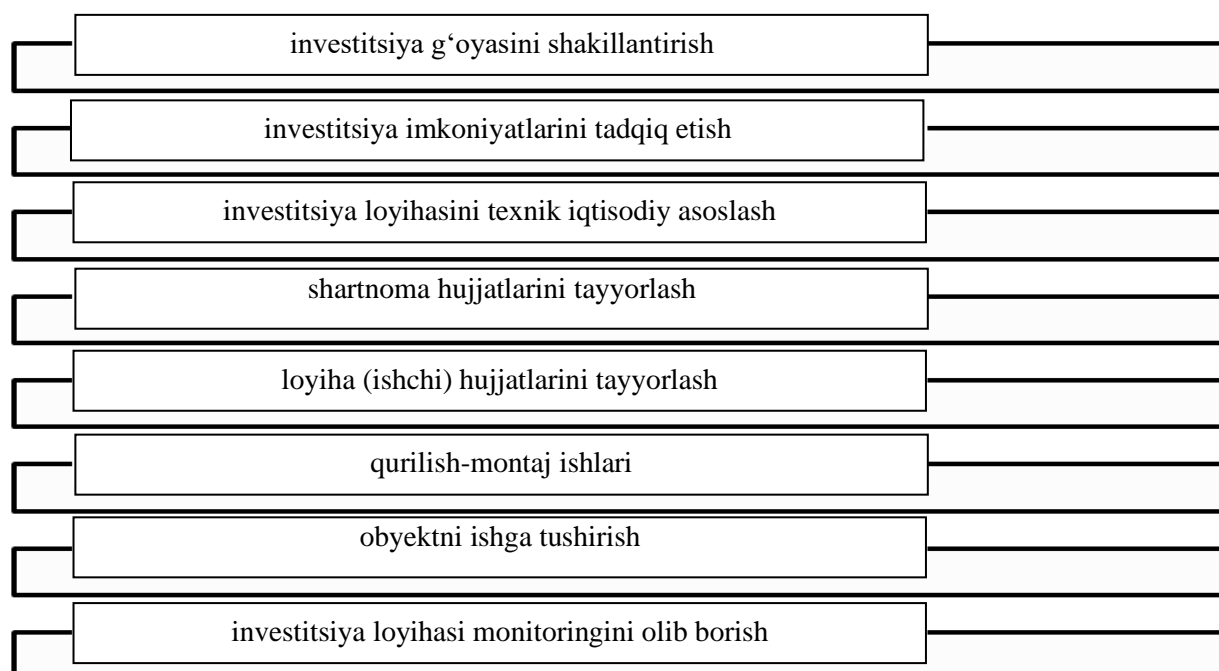 investitsiya g‘oyasini shakillantirish
investitsiya imkoniyatlarini tadqiq etish
investitsiya loyihasini texnik iqtisodiy asoslash
shartnoma hujjatlarini tayyorlash
loyiha (ishchi) hujjatlarini tayyorlash
qurilish-montaj ishlari
obyektni ishga tushirish
investitsiya loyihasi monitoringini olib borish